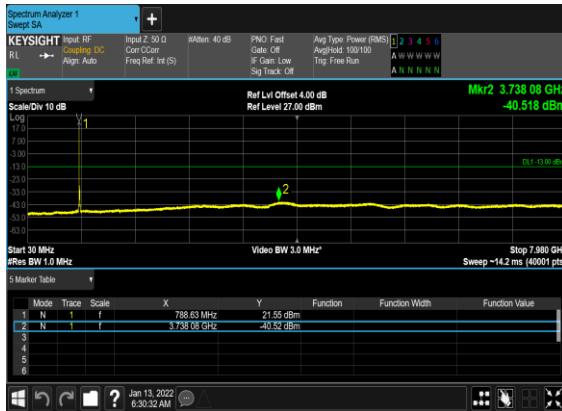 Spectrum Analyzer 1
Swept SA
+
KEYSIGHT Input: RF Input Z: 50 Ω #Atten: 40 dB PNO: Fast Avg Type: Power (RMS) 1 2 3 4 5 6
RL Coupling: DC Corr CCorr Gate: Off Avg|Hold: 100/100 A W W W W W
Align: Auto Freq Ref: Int (S) IF Gain: Low Trig: Free Run
LW Sig Track: Off A N N N N N
1 Spectrum Ref Lvl Offset 4.00 dB Mkr2 3.738 08 GHz
Scale/Div 10 dB Ref Level 27.00 dBm -40.518 dBm
Log
17.0
7.00
-3.00
-13.0
-23.0
-33.0
-43.0
-53.0
-63.0
1
DL1 -13.00 dBm
2
Start 30 MHz Video BW 3.0 MHz* Stop 7.980 GHz
#Res BW 1.0 MHz Sweep ~14.2 ms (40001 pts)
5 Marker Table
Mode Trace Scale X Y Function Function Width Function Value
1 N 1 f 788.63 MHz 21.55 dBm
2 N 1 f 3.738 08 GHz -40.52 dBm
3
4
5
6
? Jan 13, 2022
6:30:32 AM